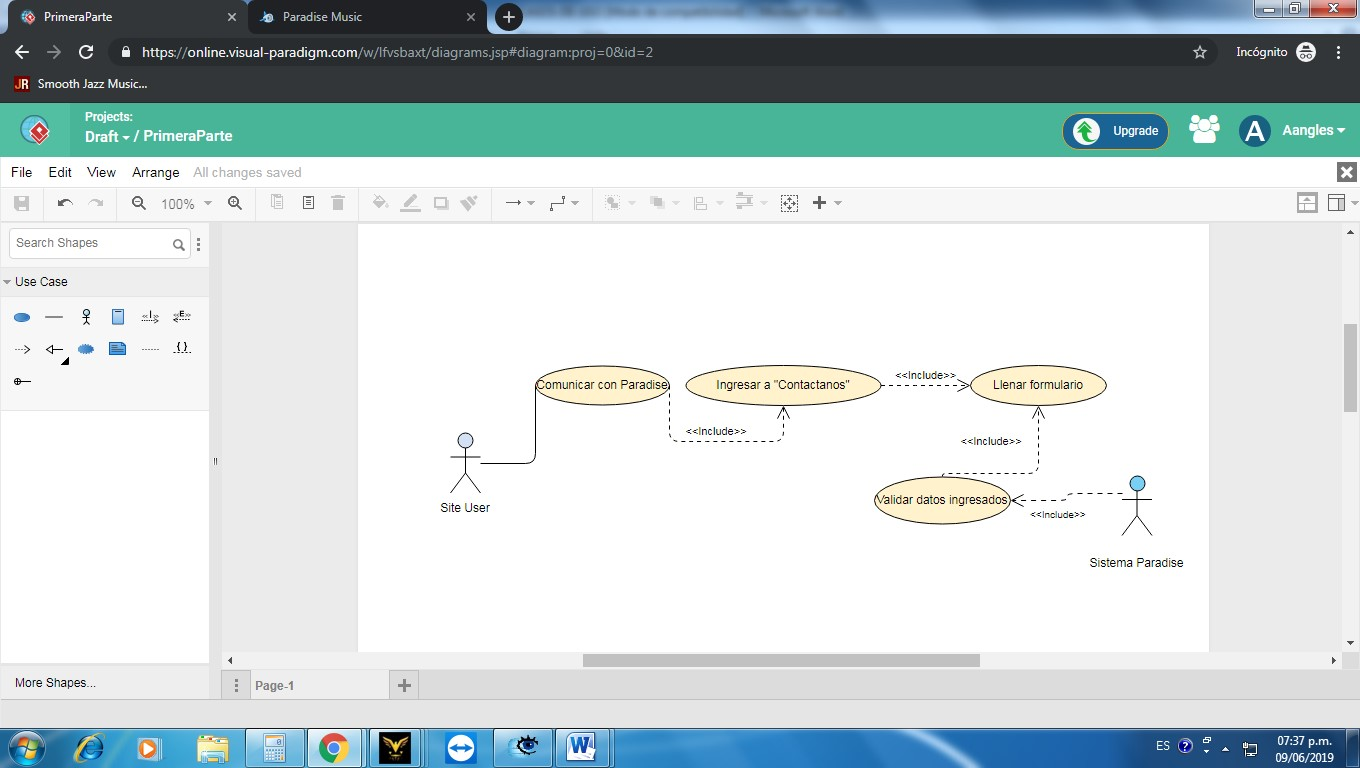 PrimeraParte
Paradise Music
https://online.visual-paradigm.com/w/lfvsbaxt/diagrams.jsp#diagram:proj=0&id=2
Incógnito
JR Smooth Jazz Music...
Projects:
Draft / PrimeraParte
Upgrade
A
Aangles
File Edit View Arrange All changes saved
100%
Search Shapes
Use Case
<<I>>
<<E>>
{}
Comunicar con Paradise
Ingresar a "Contactanos"
<<Include>>
Llenar formulario
<<Include>>
<<Include>>
Site User
Validar datos ingresados
<<Include>>
Sistema Paradise
More Shapes...
Page-1
ES
07:37 p.m.
09/06/2019